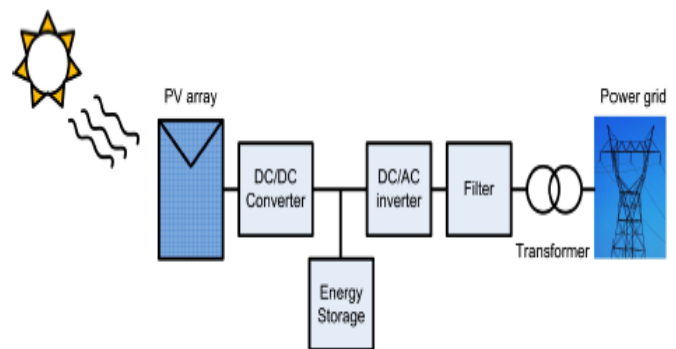 PV array
Power grid
DC/DC
Converter
DC/AC
inverter
Filter
Transformer
Energy
Storage